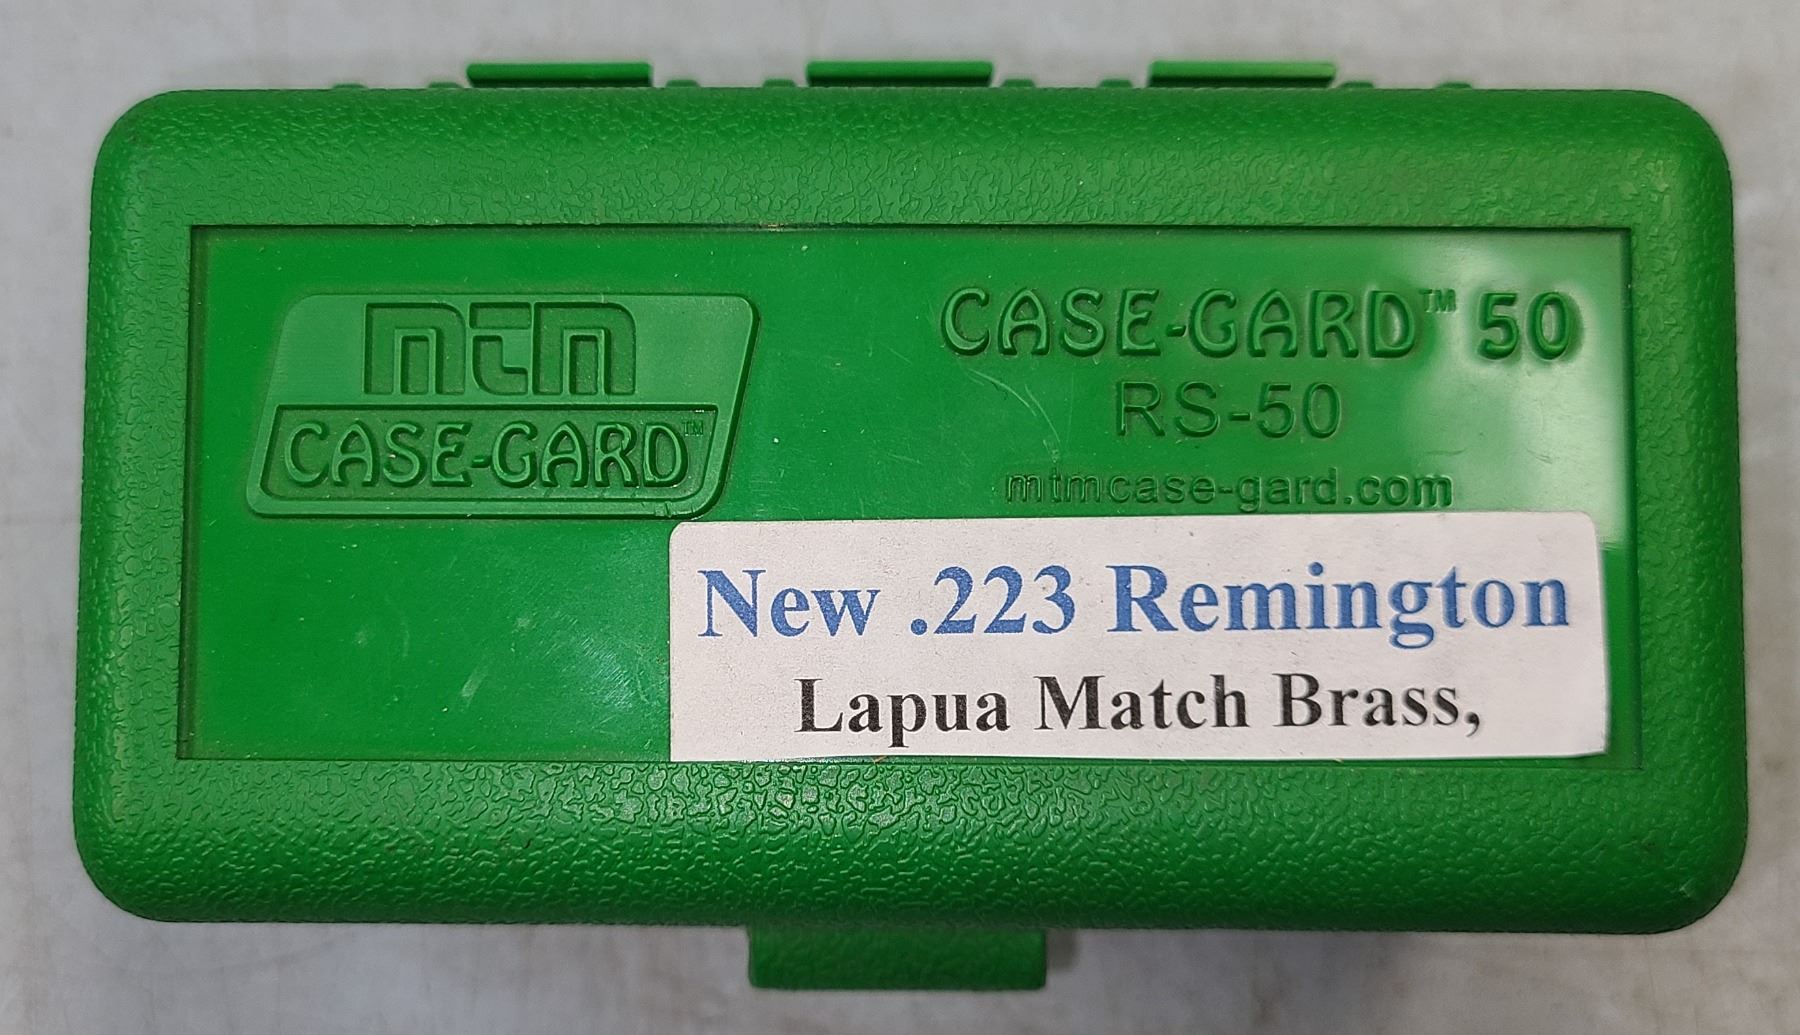 mtm
CASE-GARD™
CASE-GARD™ 50
RS-50
mtmcase-gard.com
New .223 Remington
Lapua Match Brass,